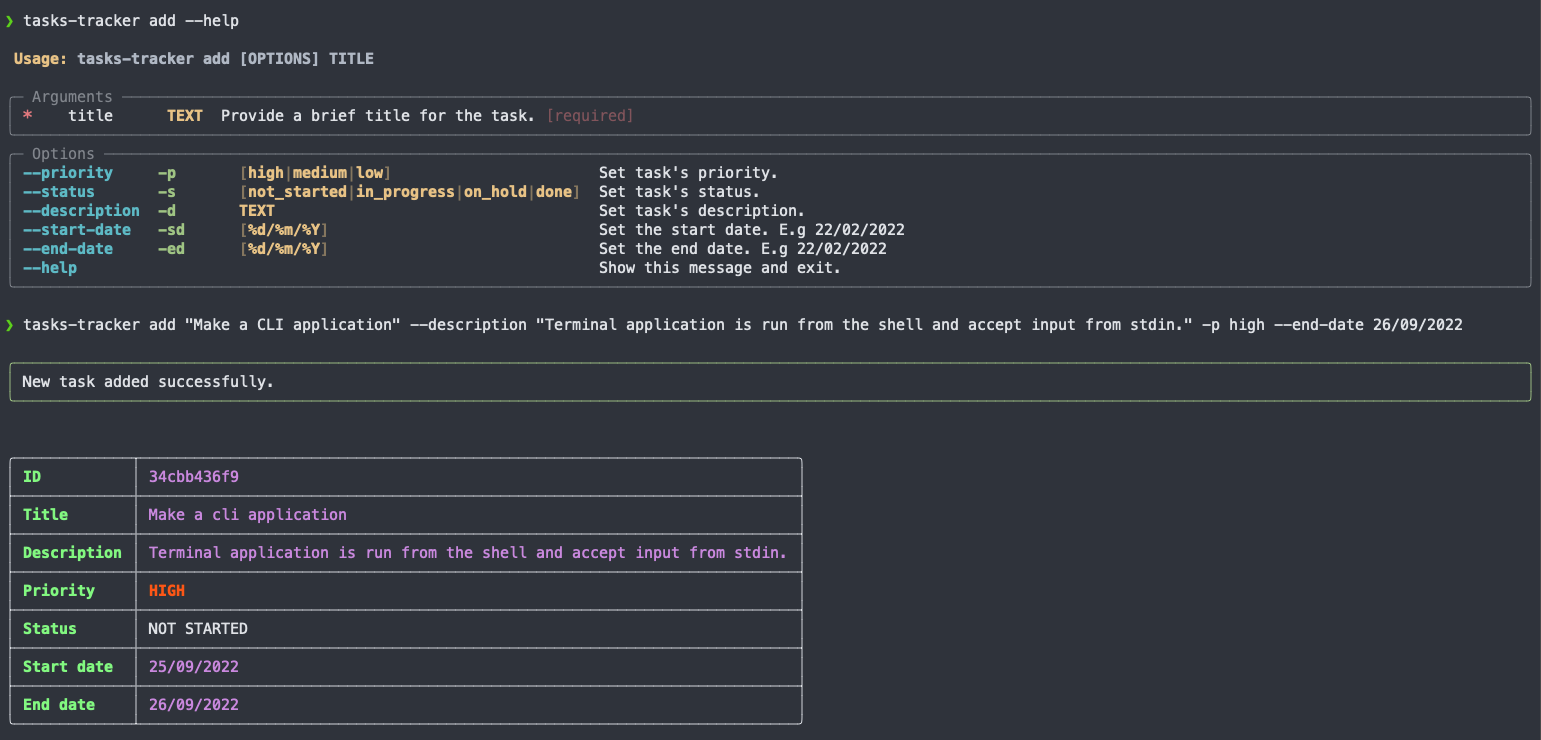 ❯ tasks-tracker add --help
Usage: tasks-tracker add [OPTIONS] TITLE
Arguments
* title TEXT Provide a brief title for the task. [required]
Options
--priority -p [high|medium|low] Set task's priority.
--status -s [not_started|in_progress|on_hold|done] Set task's status.
--description -d TEXT Set task's description.
--start-date -sd [%d/%m/%Y] Set the start date. E.g 22/02/2022
--end-date -ed [%d/%m/%Y] Set the end date. E.g 22/02/2022
--help Show this message and exit.
❯ tasks-tracker add "Make a CLI application" --description "Terminal application is run from the shell and accept input from stdin." -p high --end-date 26/09/2022
New task added successfully.
ID 34cbb436f9
Title Make a cli application
Description Terminal application is run from the shell and accept input from stdin.
Priority HIGH
Status NOT STARTED
Start date 25/09/2022
End date 26/09/2022